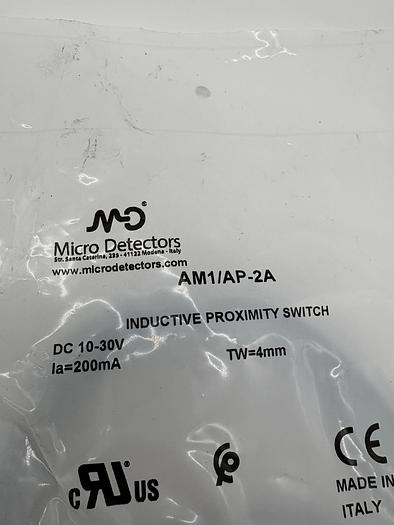 MD®
Micro Detectors
Str. Santa Caterina, 235 - 41122 Modena - Italy
www.microdetectors.com
AM1/AP-2A
INDUCTIVE PROXIMITY SWITCH
DC 10-30V
Ia=200mA
TW=4mm
c RU® US
CE
MADE IN
ITALY